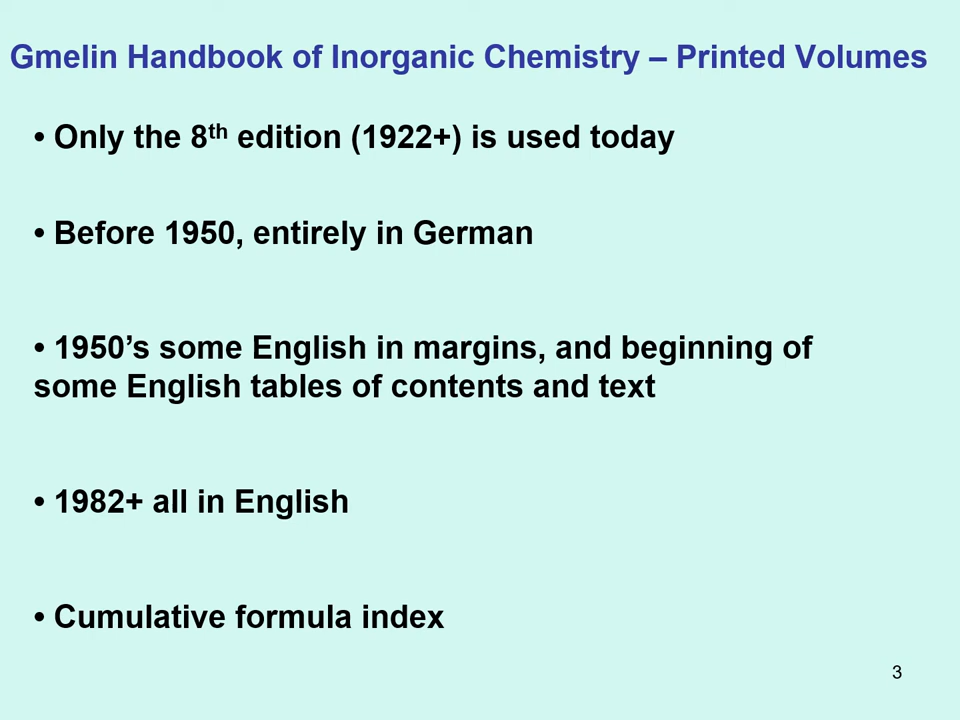 Gmelin Handbook of Inorganic Chemistry – Printed Volumes
• Only the 8th edition (1922+) is used today
• Before 1950, entirely in German
• 1950’s some English in margins, and beginning of
some English tables of contents and text
• 1982+ all in English
• Cumulative formula index
3